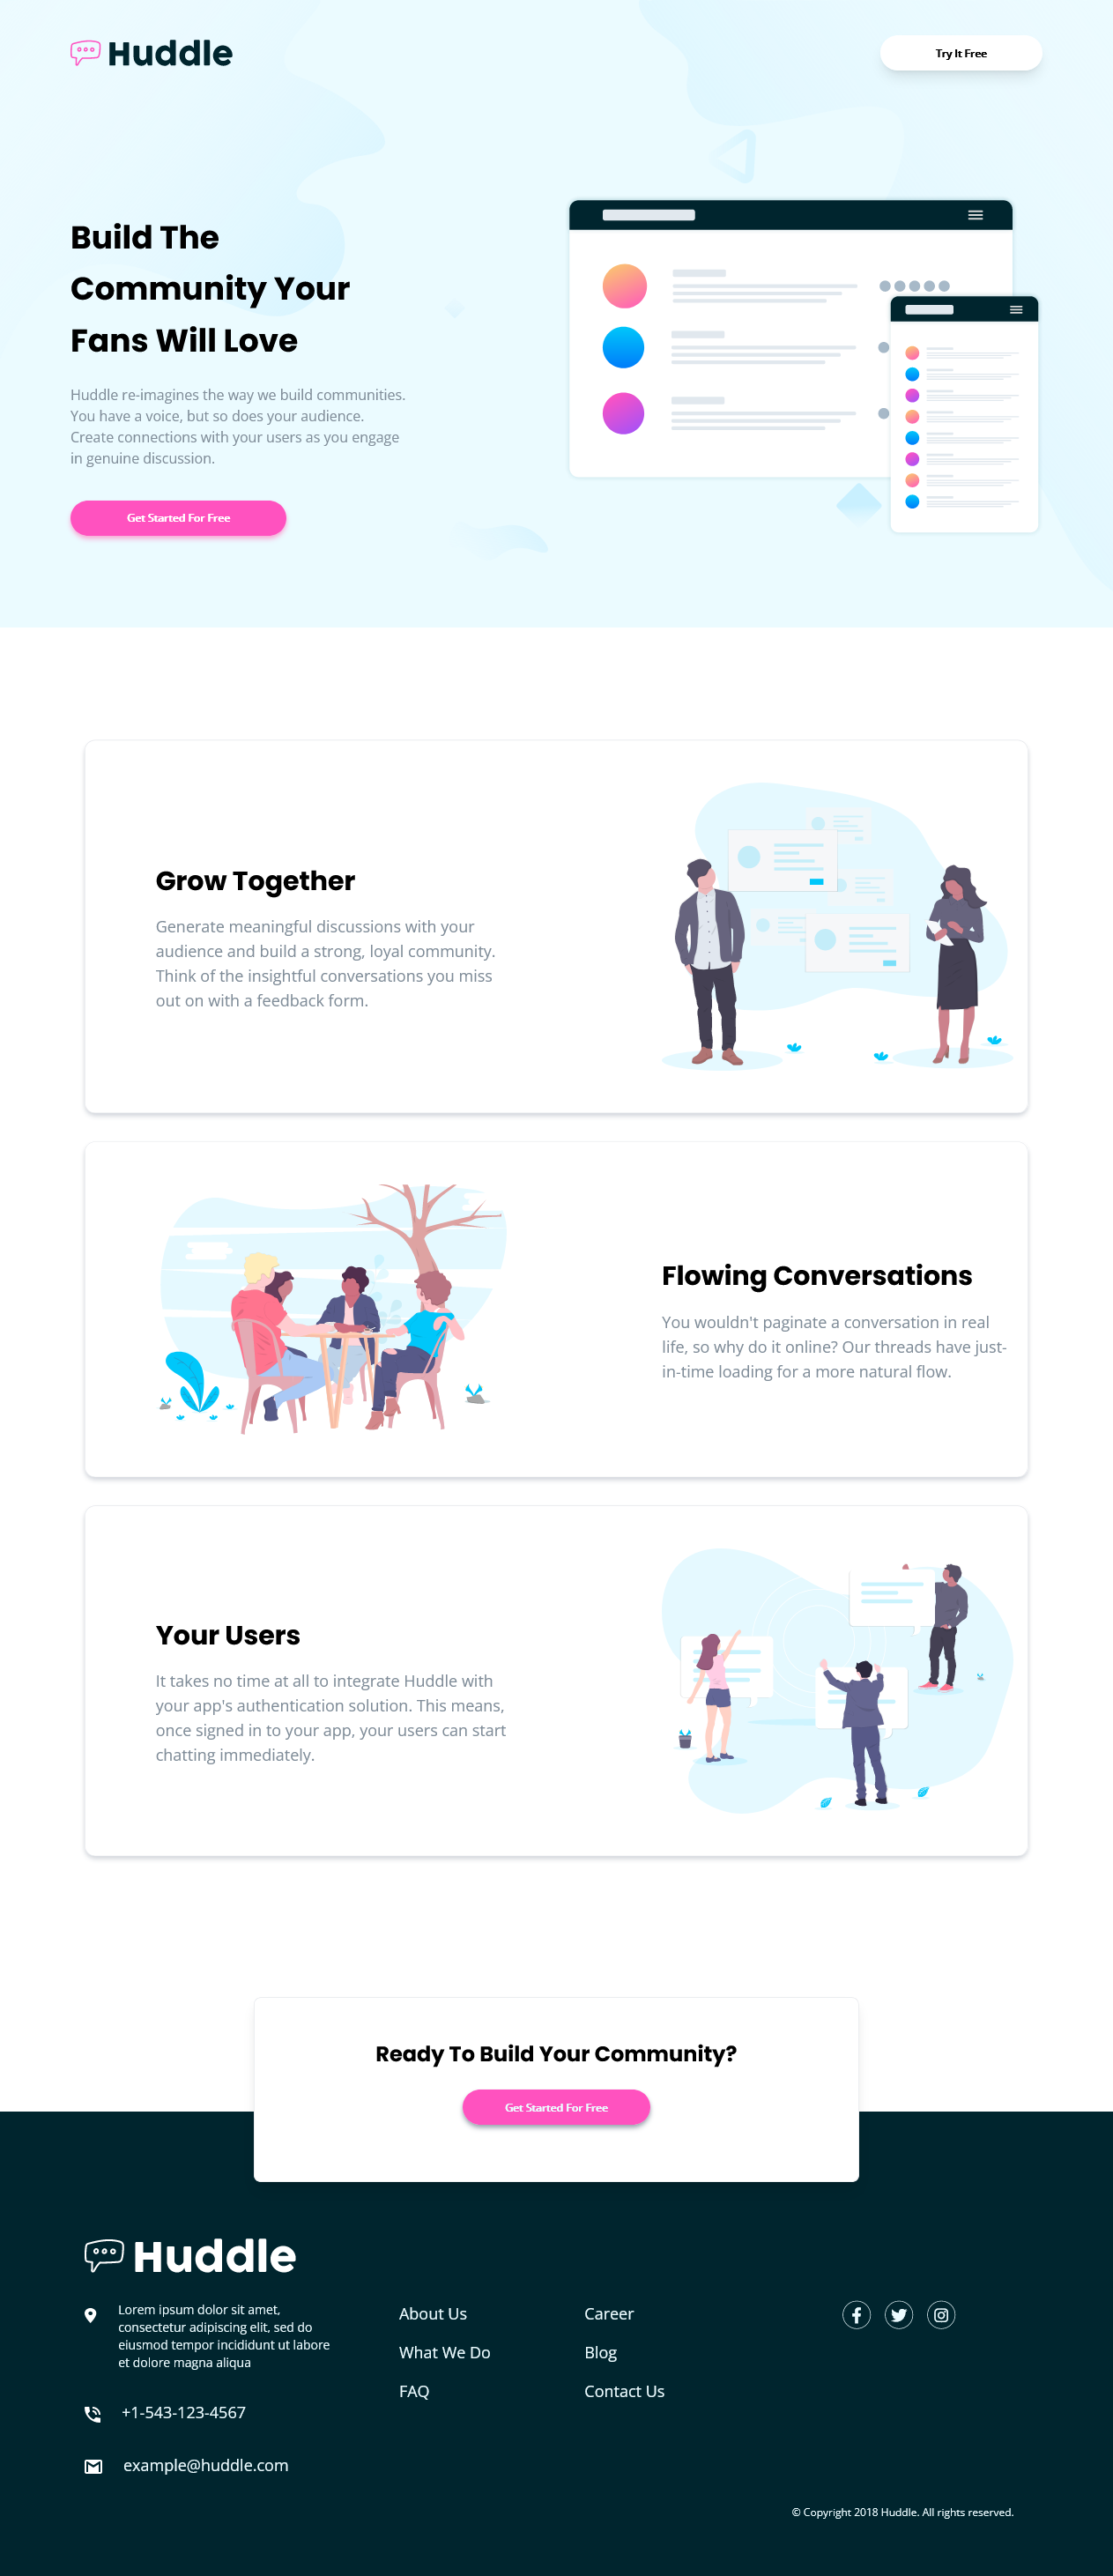 Huddle
Try It Free
Build The
Community Your
Fans Will Love
Huddle re-imagines the way we build communities.
You have a voice, but so does your audience.
Create connections with your users as you engage
in genuine discussion.
Get Started For Free
Grow Together
Generate meaningful discussions with your
audience and build a strong, loyal community.
Think of the insightful conversations you miss
out on with a feedback form.
Flowing Conversations
You wouldn't paginate a conversation in real
life, so why do it online? Our threads have just-
in-time loading for a more natural flow.
Your Users
It takes no time at all to integrate Huddle with
your app's authentication solution. This means,
once signed in to your app, your users can start
chatting immediately.
Ready To Build Your Community?
Get Started For Free
Huddle
Lorem ipsum dolor sit amet,
consectetur adipiscing elit, sed do
eiusmod tempor incididunt ut labore
et dolore magna aliqua
+1-543-123-4567
example@huddle.com
About Us
What We Do
FAQ
Career
Blog
Contact Us
© Copyright 2018 Huddle. All rights reserved.